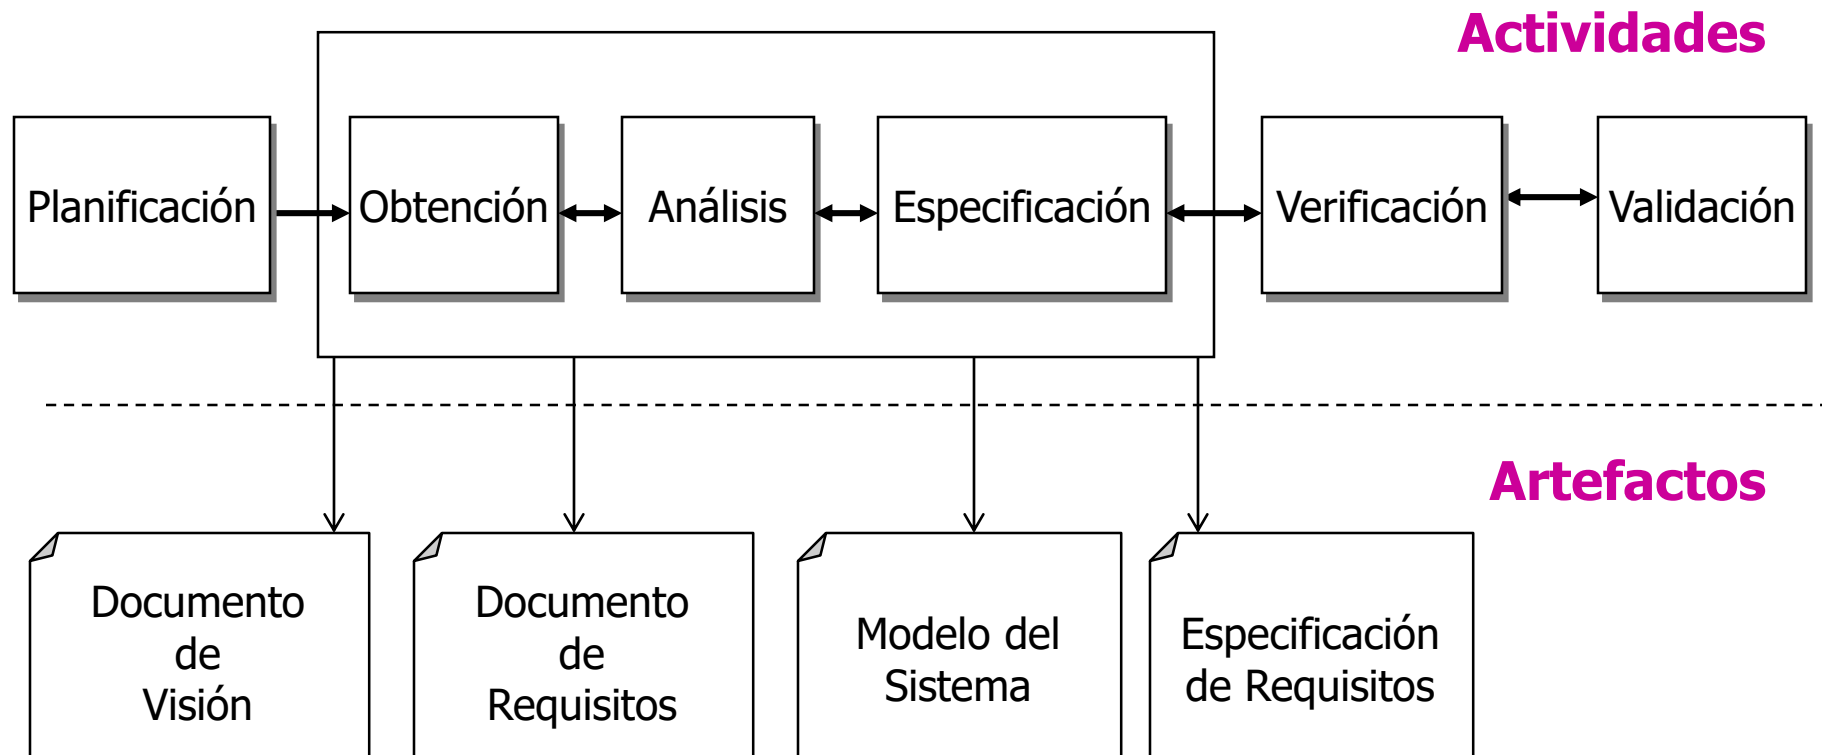 Actividades
Planificación
Obtención
Análisis
Especificación
Verificación
Validación
Artefactos
Documento
de
Visión
Documento
de
Requisitos
Modelo del
Sistema
Especificación
de Requisitos